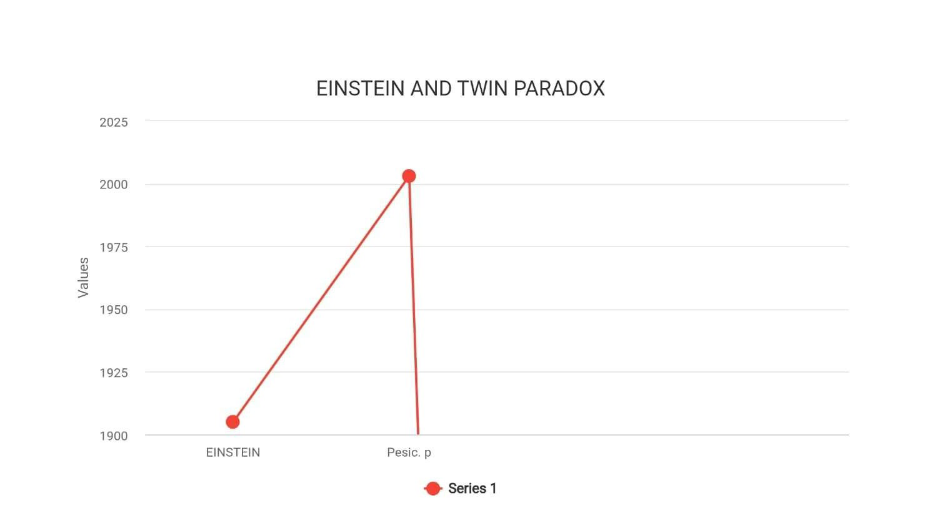 EINSTEIN AND TWIN PARADOX
2025
2000
1975
1950
1925
1900
Values
EINSTEIN
Pesic. p
Series 1